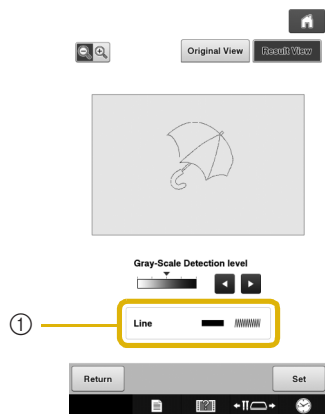 Original View
Result View
Gray-Scale Detection level
①
Line
Return
Set